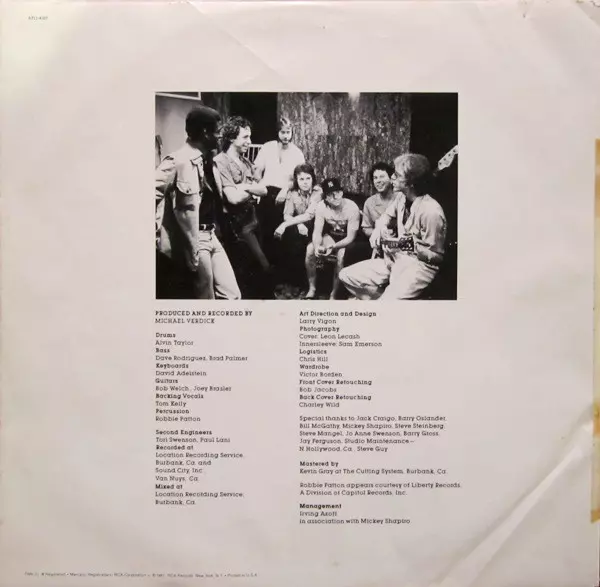 PRODUCED AND RECORDED BY
MICHAEL VERDICK
Drums
Alvin Taylor
Bass
Dave Rodrigues, Brad Palmer
Keyboards
David Adelstein
Guitars
Bob Welch, Joey Brasler
Backing Vocals
Tom Kelly
Percussion
Robbie Patton
Second Engineers
Tori Swenson, Paul Lani
Recorded at
Location Recording Service,
Burbank, Ca. and
Sound City, Inc.
Van Nuys, Ca.
Mixed at
Location Recording Service,
Burbank, Ca.
Art Direction and Design
Larry Vigon
Photography
Cover: Leon Lecash
Innersleeve: Sam Emerson
Logistics
Chris Hill
Wardrobe
Victor Borden
Front Cover Retouching
Bob Jacobs
Back Cover Retouching
Charley Wild
Special thanks to Jack Craigo, Barry Oslander,
Bill McGathy, Mickey Shapiro, Steve Steinberg,
Steve Mangel, Jo Anne Swenson, Barry Gross,
Jay Ferguson, Studio Maintenance—
N. Hollywood, Ca., Steve Guy
Mastered by
Kevin Gray at The Cutting System, Burbank, Ca.
Robbie Patton appears courtesy of Liberty Records,
A Division of Capitol Records, Inc.
Management
Irving Azoff
in association with Mickey Shapiro